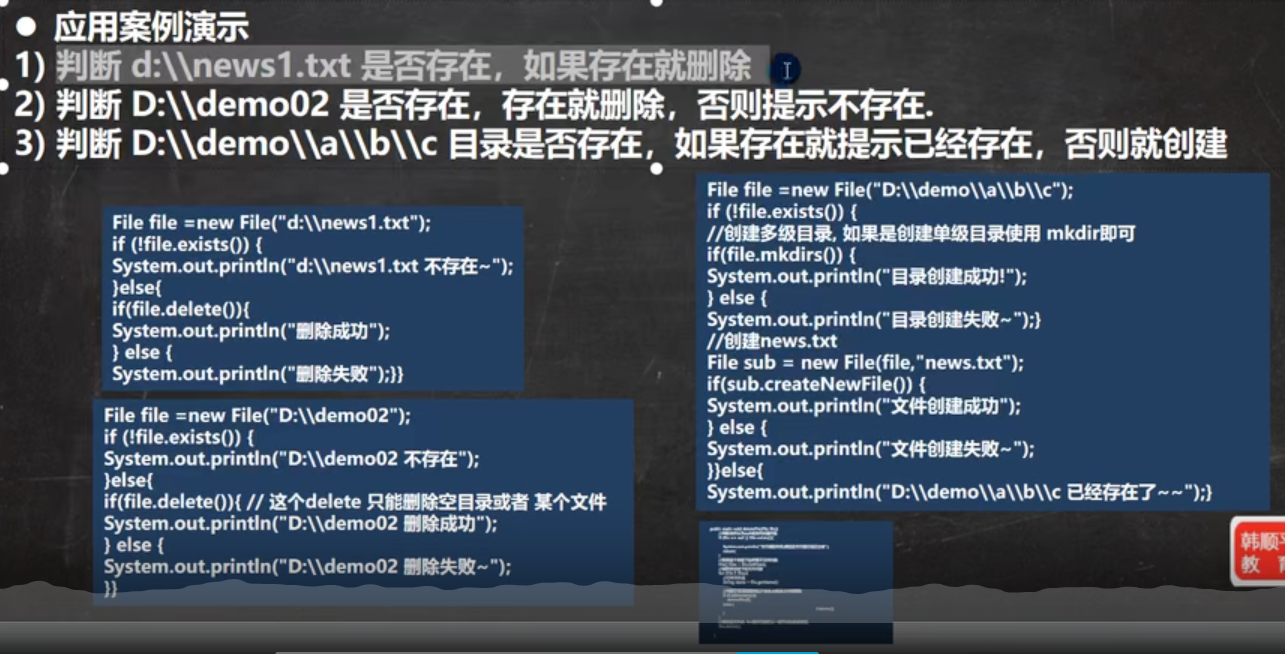 ● 应用案例演示
1) 判断 d:\\news1.txt 是否存在，如果存在就删除
2) 判断 D:\\demo02 是否存在，存在就删除，否则提示不存在.
3) 判断 D:\\demo\\a\\b\\c 目录是否存在，如果存在就提示已经存在，否则就创建
File file =new File("d:\\news1.txt");
if (!file.exists()) {
System.out.println("d:\\news1.txt 不存在~");
}else{
if(file.delete()){
System.out.println("删除成功");
} else {
System.out.println("删除失败");}}
File file =new File("D:\\demo02");
if (!file.exists()) {
System.out.println("D:\\demo02 不存在");
}else{
if(file.delete()){ // 这个delete 只能删除空目录或者 某个文件
System.out.println("D:\\demo02 删除成功");
} else {
System.out.println("D:\\demo02 删除失败~");
}}
File file =new File("D:\\demo\\a\\b\\c");
if (!file.exists()) {
//创建多级目录, 如果是创建单级目录使用 mkdir即可
if(file.mkdirs()) {
System.out.println("目录创建成功!");
} else {
System.out.println("目录创建失败~");}
//创建news.txt
File sub = new File(file,"news.txt");
if(sub.createNewFile()) {
System.out.println("文件创建成功");
} else {
System.out.println("文件创建失败~");
}}else{
System.out.println("D:\\demo\\a\\b\\c 已经存在了~~");}
韩顺平
教 育